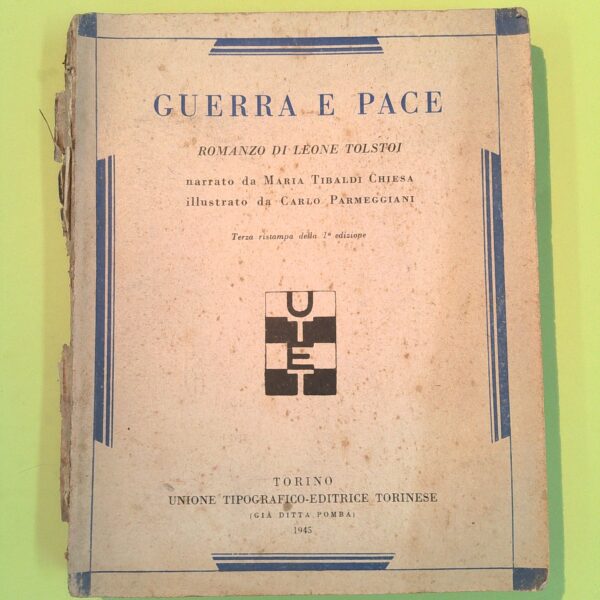 GUERRA E PACE
ROMANZO DI LEONE TOLSTOI
narrato da MARIA TIBALDI CHIESA
illustrato da CARLO PARMEGGIANI
Terza ristampa della 1ª edizione
UTET
TORINO
UNIONE TIPOGRAFICO-EDITRICE TORINESE
(GIÀ DITTA POMBA)
1945